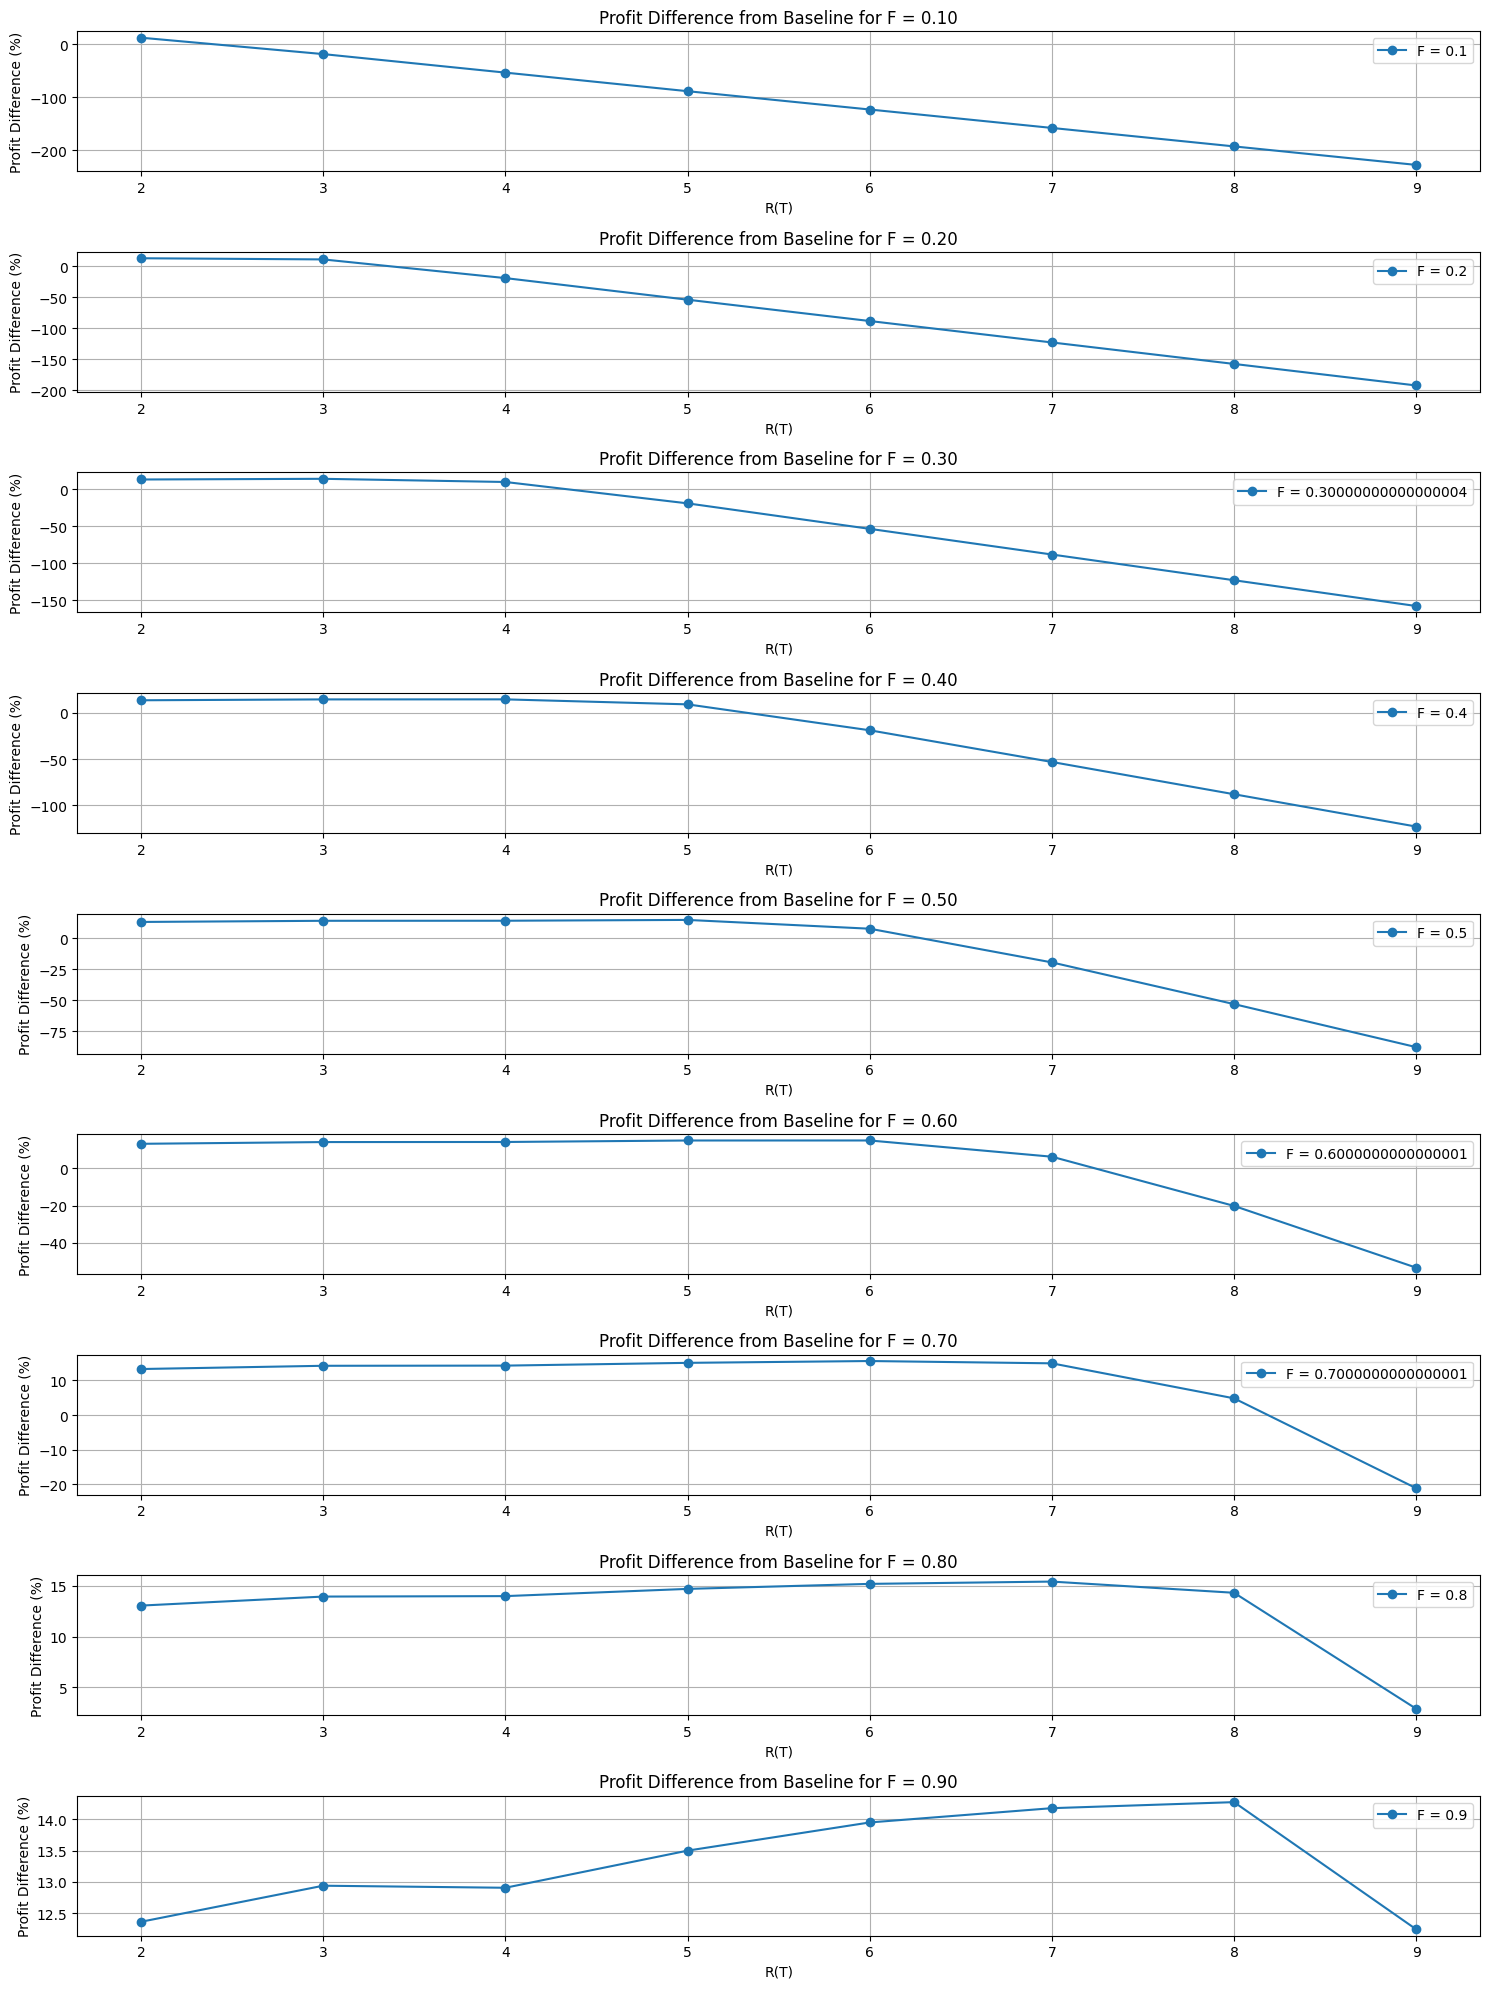 Profit Difference from Baseline for F = 0.10
Profit Difference (%)
0
−100
−200
F = 0.1
2 3 4 5 6 7 8 9
R(T)
Profit Difference from Baseline for F = 0.20
Profit Difference (%)
0
−50
−100
−150
−200
F = 0.2
2 3 4 5 6 7 8 9
R(T)
Profit Difference from Baseline for F = 0.30
Profit Difference (%)
0
−50
−100
−150
F = 0.30000000000000004
2 3 4 5 6 7 8 9
R(T)
Profit Difference from Baseline for F = 0.40
Profit Difference (%)
0
−50
−100
F = 0.4
2 3 4 5 6 7 8 9
R(T)
Profit Difference from Baseline for F = 0.50
Profit Difference (%)
0
−25
−50
−75
F = 0.5
2 3 4 5 6 7 8 9
R(T)
Profit Difference from Baseline for F = 0.60
Profit Difference (%)
0
−20
−40
F = 0.6000000000000001
2 3 4 5 6 7 8 9
R(T)
Profit Difference from Baseline for F = 0.70
Profit Difference (%)
10
0
−10
−20
F = 0.7000000000000001
2 3 4 5 6 7 8 9
R(T)
Profit Difference from Baseline for F = 0.80
Profit Difference (%)
15
10
5
F = 0.8
2 3 4 5 6 7 8 9
R(T)
Profit Difference from Baseline for F = 0.90
Profit Difference (%)
14.0
13.5
13.0
12.5
F = 0.9
2 3 4 5 6 7 8 9
R(T)